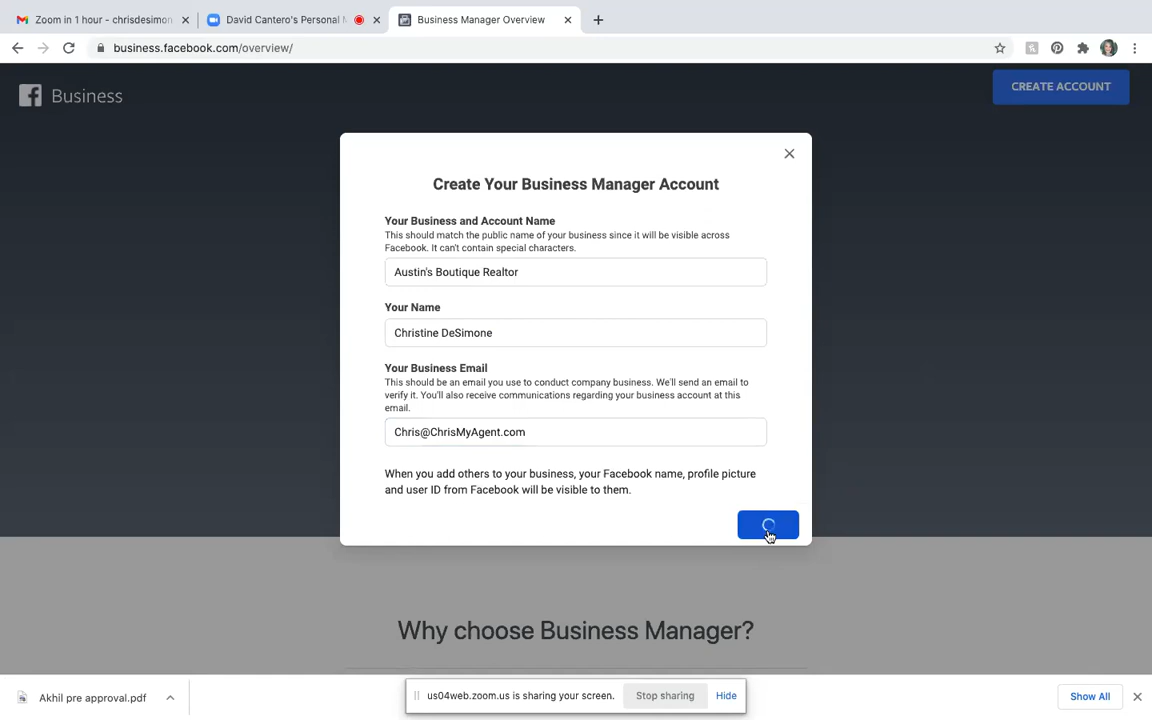 Zoom in 1 hour - chrisdesimon
David Cantero's Personal M
Business Manager Overview
business.facebook.com/overview/
Business
CREATE ACCOUNT
Create Your Business Manager Account
Your Business and Account Name
This should match the public name of your business since it will be visible across
Facebook. It can't contain special characters.
Austin's Boutique Realtor
Your Name
Christine DeSimone
Your Business Email
This should be an email you use to conduct company business. We'll send an email to
verify it. You'll also receive communications regarding your business account at this
email.
Chris@ChrisMyAgent.com
When you add others to your business, your Facebook name, profile picture
and user ID from Facebook will be visible to them.
Why choose Business Manager?
Akhil pre approval.pdf
us04web.zoom.us is sharing your screen.
Stop sharing
Hide
Show All